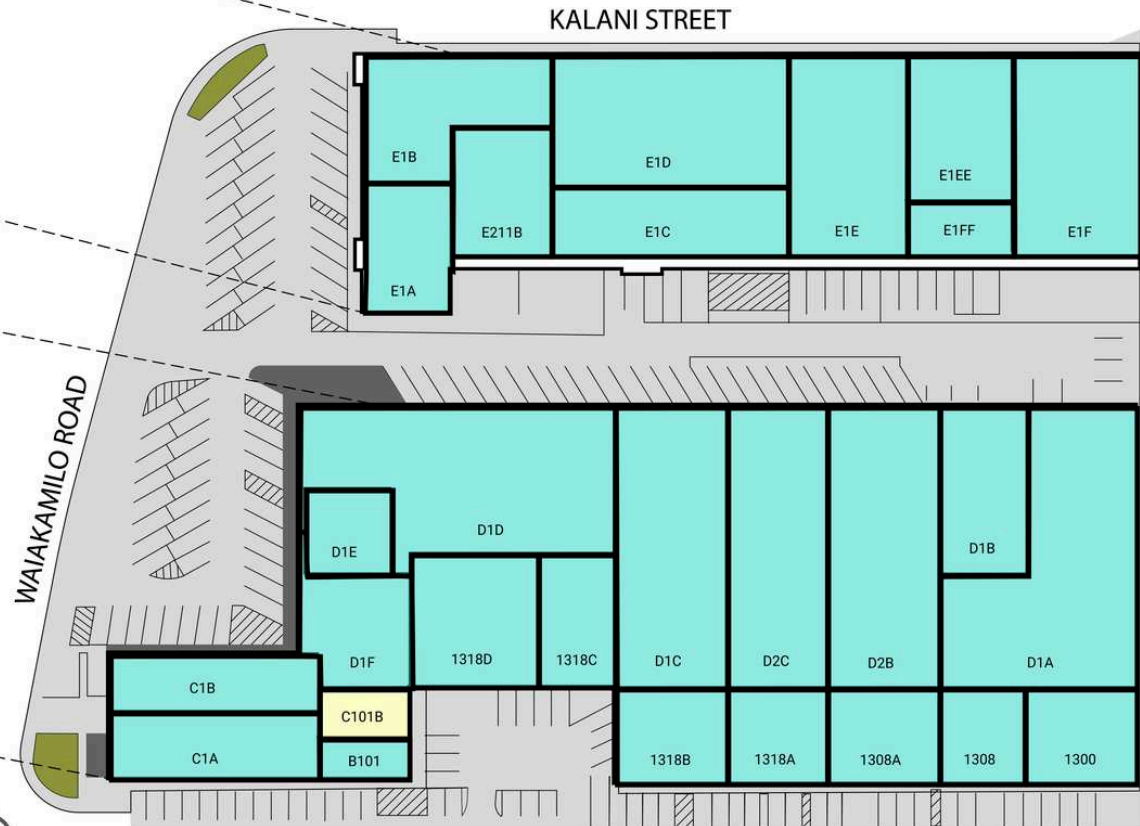 KALANI STREET
E1B
E1D
E1EE
E211B
E1C
E1E
E1FF
E1F
E1A
WAIAKAMILO ROAD
D1D
D1E
D1B
D1F
1318D
1318C
D1C
D2C
D2B
D1A
C1B
C101B
C1A
B101
1318B
1318A
1308A
1308
1300